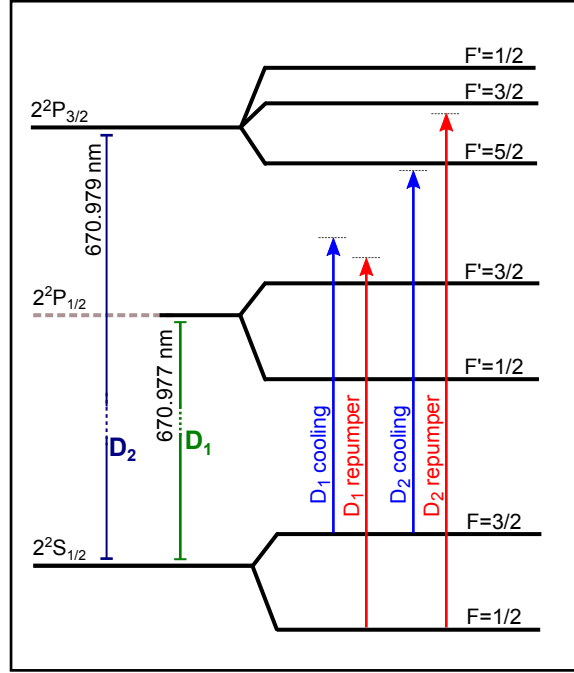 F'=1/2
F'=3/2
2²P₃/₂
F'=5/2
670.979 nm
F'=3/2
2²P₁/₂
670.977 nm
F'=1/2
D₁ cooling
D₁ repumper
D₂ cooling
D₂ repumper
D₂
D₁
F=3/2
2²S₁/₂
F=1/2